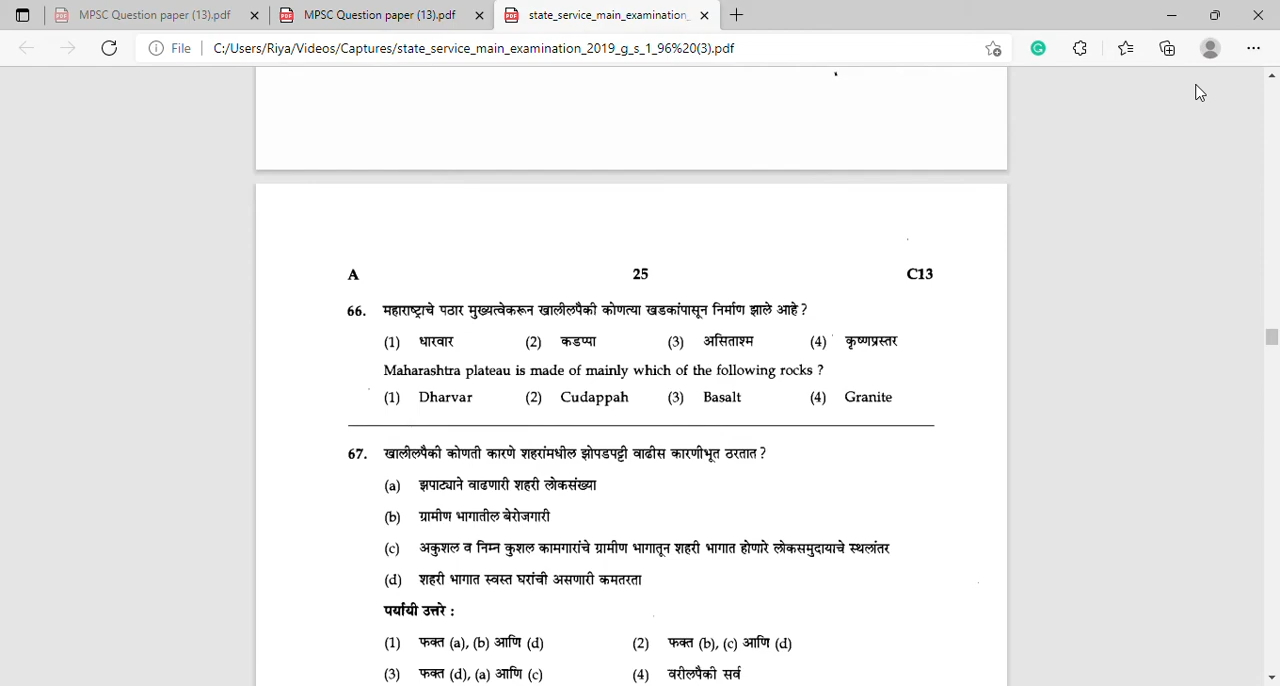 MPSC Question paper (13).pdf
MPSC Question paper (13).pdf
state_service_main_examination_
File
C:/Users/Riya/Videos/Captures/state_service_main_examination_2019_g_s_1_96%20(3).pdf
A 25 C13
66. महाराष्ट्राचे पठार मुख्यत्वेकरून खालीलपैकी कोणत्या खडकांपासून निर्माण झाले आहे ?
(1) धारवार (2) कडप्पा (3) असिताश्म (4) कृष्णप्रस्तर
Maharashtra plateau is made of mainly which of the following rocks ?
(1) Dharvar (2) Cudappah (3) Basalt (4) Granite
67. खालीलपैकी कोणती कारणे शहरांमधील झोपडपट्टी वाढीस कारणीभूत ठरतात ?
(a) झपाट्याने वाढणारी शहरी लोकसंख्या
(b) ग्रामीण भागातील बेरोजगारी
(c) अकुशल व निम्न कुशल कामगारांचे ग्रामीण भागातून शहरी भागात होणारे लोकसमुदायाचे स्थलांतर
(d) शहरी भागात स्वस्त घरांची असणारी कमतरता
पर्यायी उत्तरे :
(1) फक्त (a), (b) आणि (d) (2) फक्त (b), (c) आणि (d)
(3) फक्त (d), (a) आणि (c) (4) वरीलपैकी सर्व